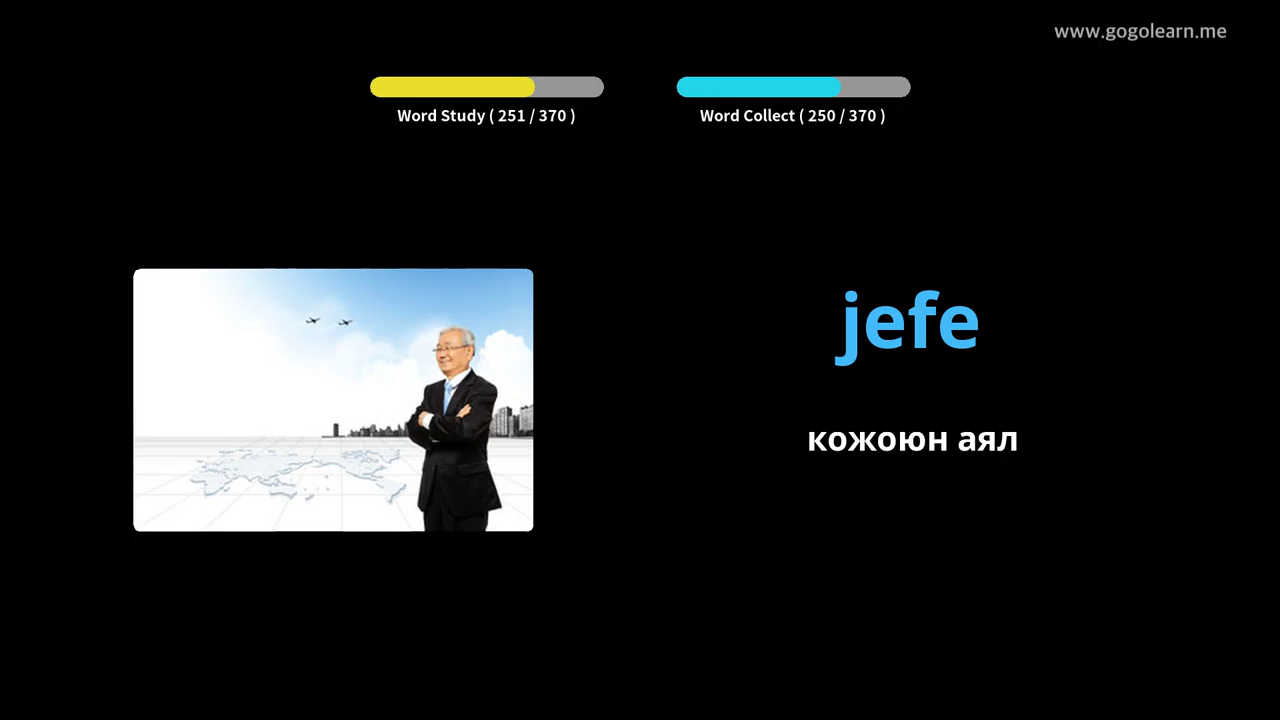 www.gogolearn.me
Word Study ( 251 / 370 )
Word Collect ( 250 / 370 )
jefe
кожоюн аял